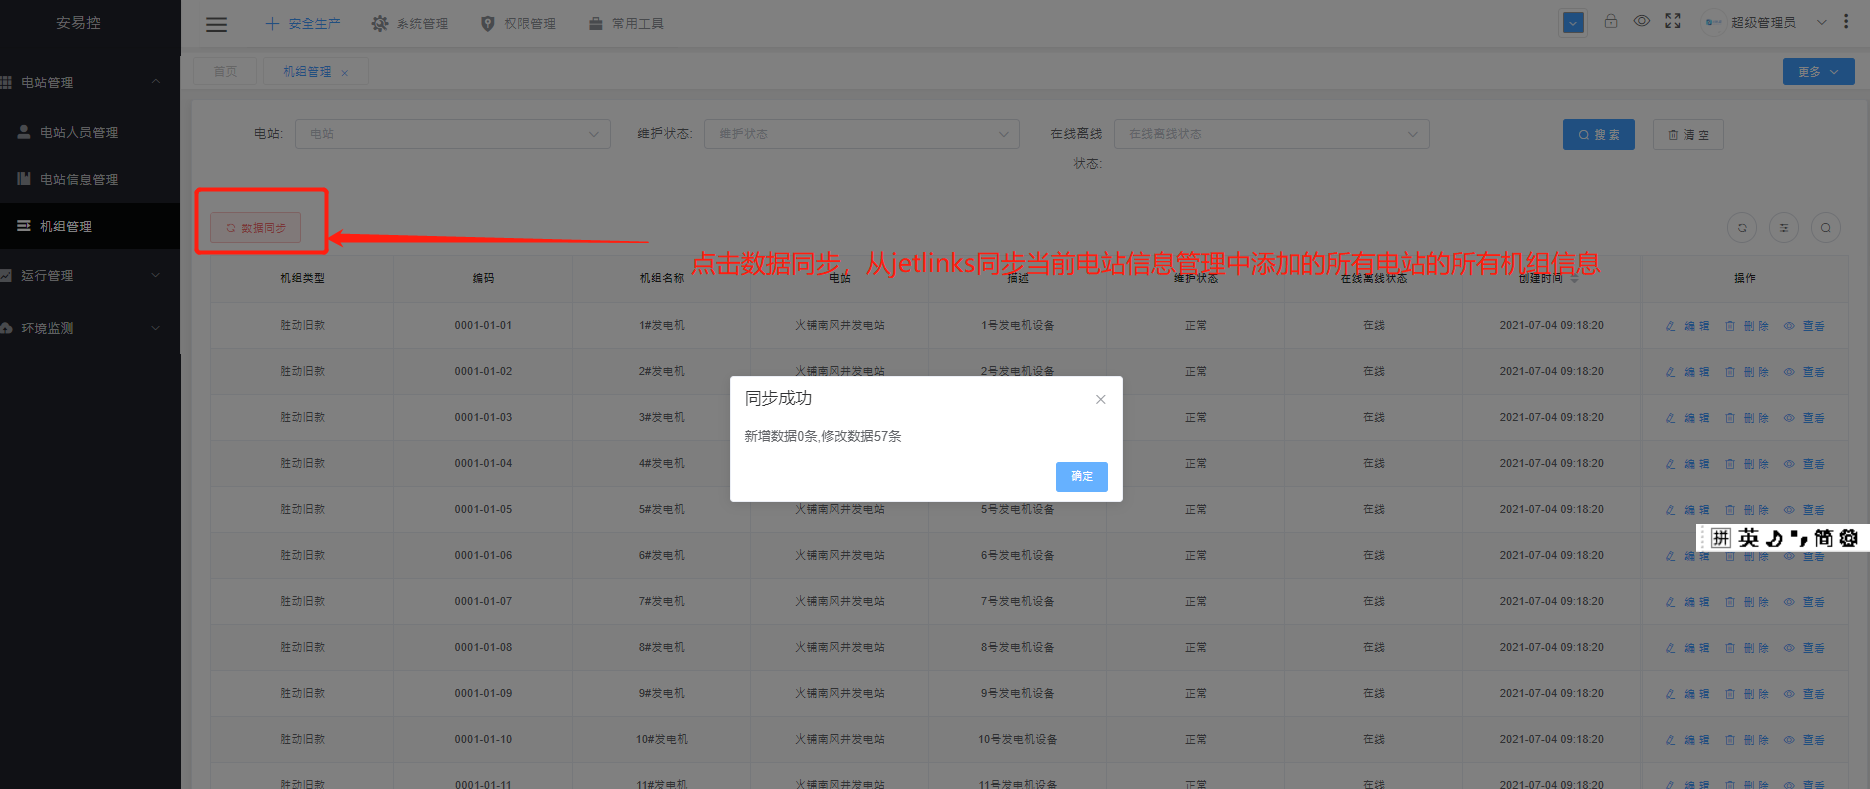 安易控
安全生产 系统管理 权限管理 常用工具 超级管理员
首页 机组管理 更多
电站管理
电站人员管理
电站信息管理
机组管理
运行管理
环境监测
电站: 电站 维护状态: 维护状态 在线离线状态: 在线离线状态 搜 索 清 空
数据同步
点击数据同步，从jetlinks同步当前电站信息管理中添加的所有电站的所有机组信息
机组类型 编码 机组名称 电站 描述 维护状态 在线离线状态 创建时间 操作
胜动旧款 0001-01-01 1#发电机 火铺南风井发电站 1号发电机设备 正常 在线 2021-07-04 09:18:20 编 辑 删 除 查看
胜动旧款 0001-01-02 2#发电机 火铺南风井发电站 2号发电机设备 正常 在线 2021-07-04 09:18:20 编 辑 删 除 查看
胜动旧款 0001-01-03 3#发电机 在线 2021-07-04 09:18:20 编 辑 删 除 查看
胜动旧款 0001-01-04 4#发电机 在线 2021-07-04 09:18:20 编 辑 删 除 查看
胜动旧款 0001-01-05 5#发电机 火铺南风井发电站 5号发电机设备 正常 在线 2021-07-04 09:18:20 编 辑 删 除 查看
胜动旧款 0001-01-06 6#发电机 火铺南风井发电站 6号发电机设备 正常 在线 2021-07-04 09:18:20 编 辑 删 除 查看
胜动旧款 0001-01-07 7#发电机 火铺南风井发电站 7号发电机设备 正常 在线 2021-07-04 09:18:20 编 辑 删 除 查看
胜动旧款 0001-01-08 8#发电机 火铺南风井发电站 8号发电机设备 正常 在线 2021-07-04 09:18:20 编 辑 删 除 查看
胜动旧款 0001-01-09 9#发电机 火铺南风井发电站 9号发电机设备 正常 在线 2021-07-04 09:18:20 编 辑 删 除 查看
胜动旧款 0001-01-10 10#发电机 火铺南风井发电站 10号发电机设备 正常 在线 2021-07-04 09:18:20 编 辑 删 除 查看
胜动旧款 0001-01-11 11#发电机 火铺南风井发电站 11号发电机设备 正常 在线 2021-07-04 09:18:20 编 辑 删 除 查看
同步成功
新增数据0条,修改数据57条
确定
拼 英 简